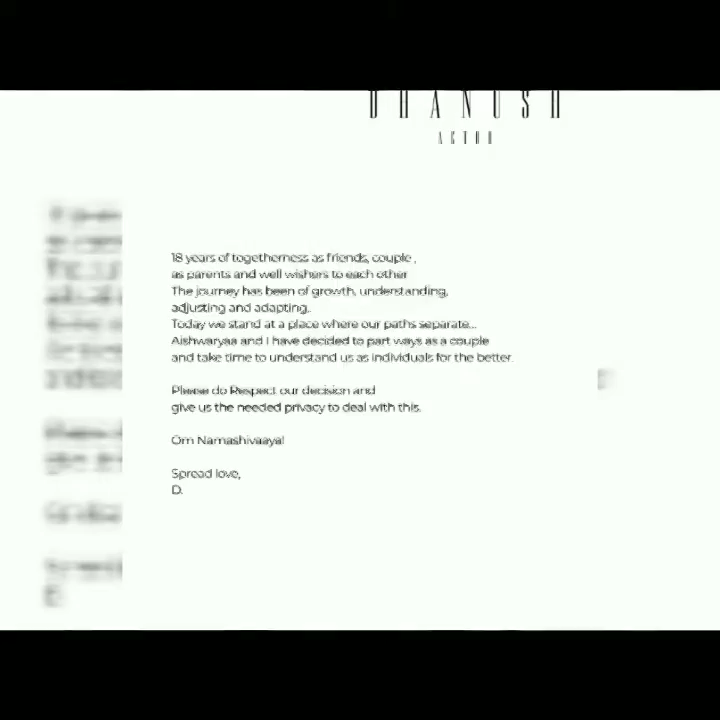 DHANUSH
ACTOR
18 years of togetherness as friends, couple ,
as parents and well wishers to each other
The journey has been of growth, understanding,
adjusting and adapting..
Today we stand at a place where our paths separate...
Aishwaryaa and I have decided to part ways as a couple
and take time to understand us as individuals for the better.
Please do Respect our decision and
give us the needed privacy to deal with this.
Om Namashivaaya!
Spread love,
D.